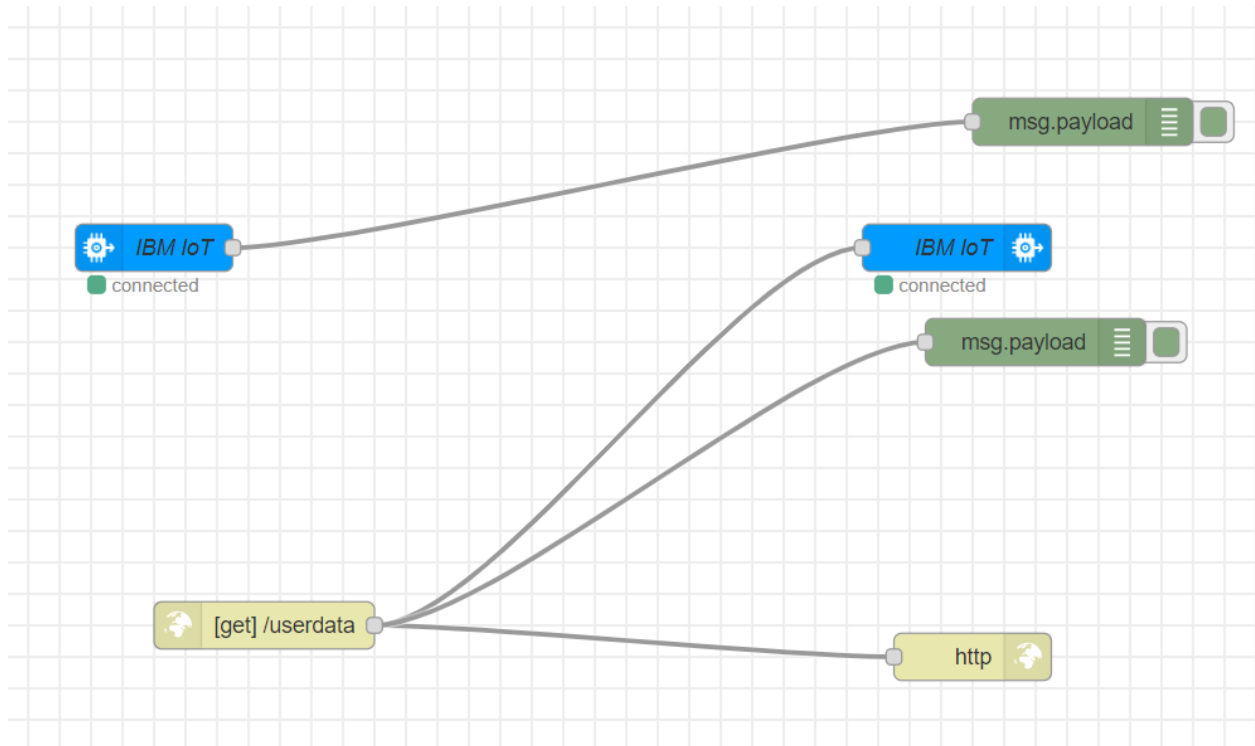 msg.payload
IBM IoT
connected
IBM IoT
connected
msg.payload
[get] /userdata
http